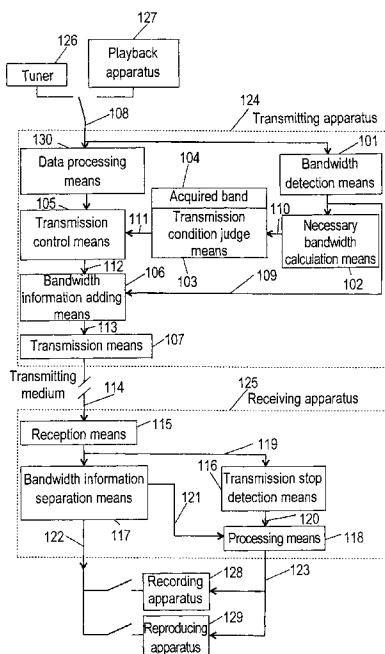 127
126
Playback
apparatus
Tuner
124
108
Transmitting apparatus
130
101
104
Data processing
means
Bandwidth
detection means
Acquired band
105
111
110
Transmission
control means
Transmission
condition judge
means
Necessary
bandwidth
calculation means
112
106
109
103
102
Bandwidth
information adding
means
113
107
Transmission means
Transmitting
medium
114
125
Receiving apparatus
115
Reception means
119
116
Bandwidth information
separation means
121
Transmission stop
detection means
120
122
117
Processing means
118
128
123
Recording
apparatus
129
Reproducing
apparatus